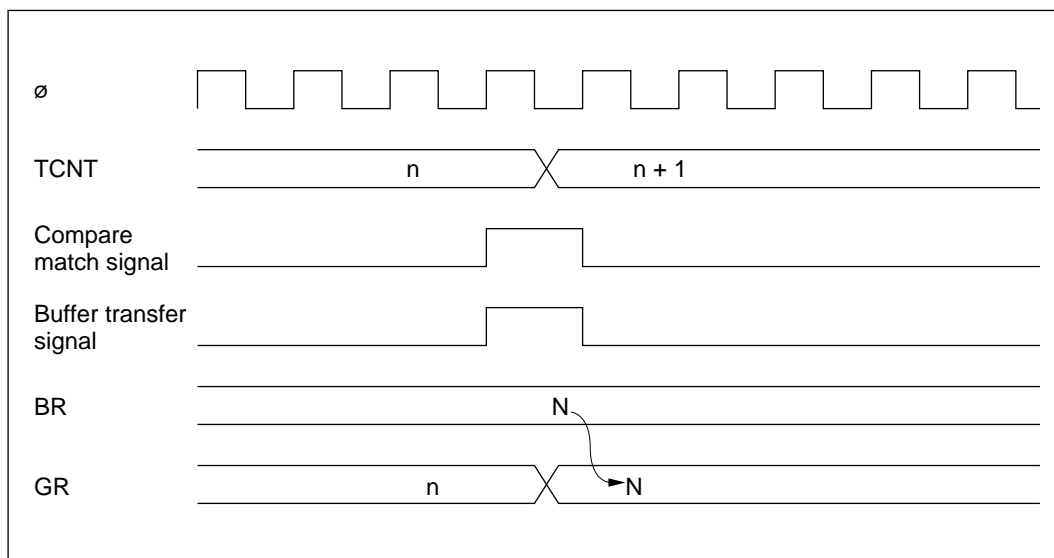 ø
TCNT n n + 1
Compare
match signal
Buffer transfer
signal
BR N
GR n N